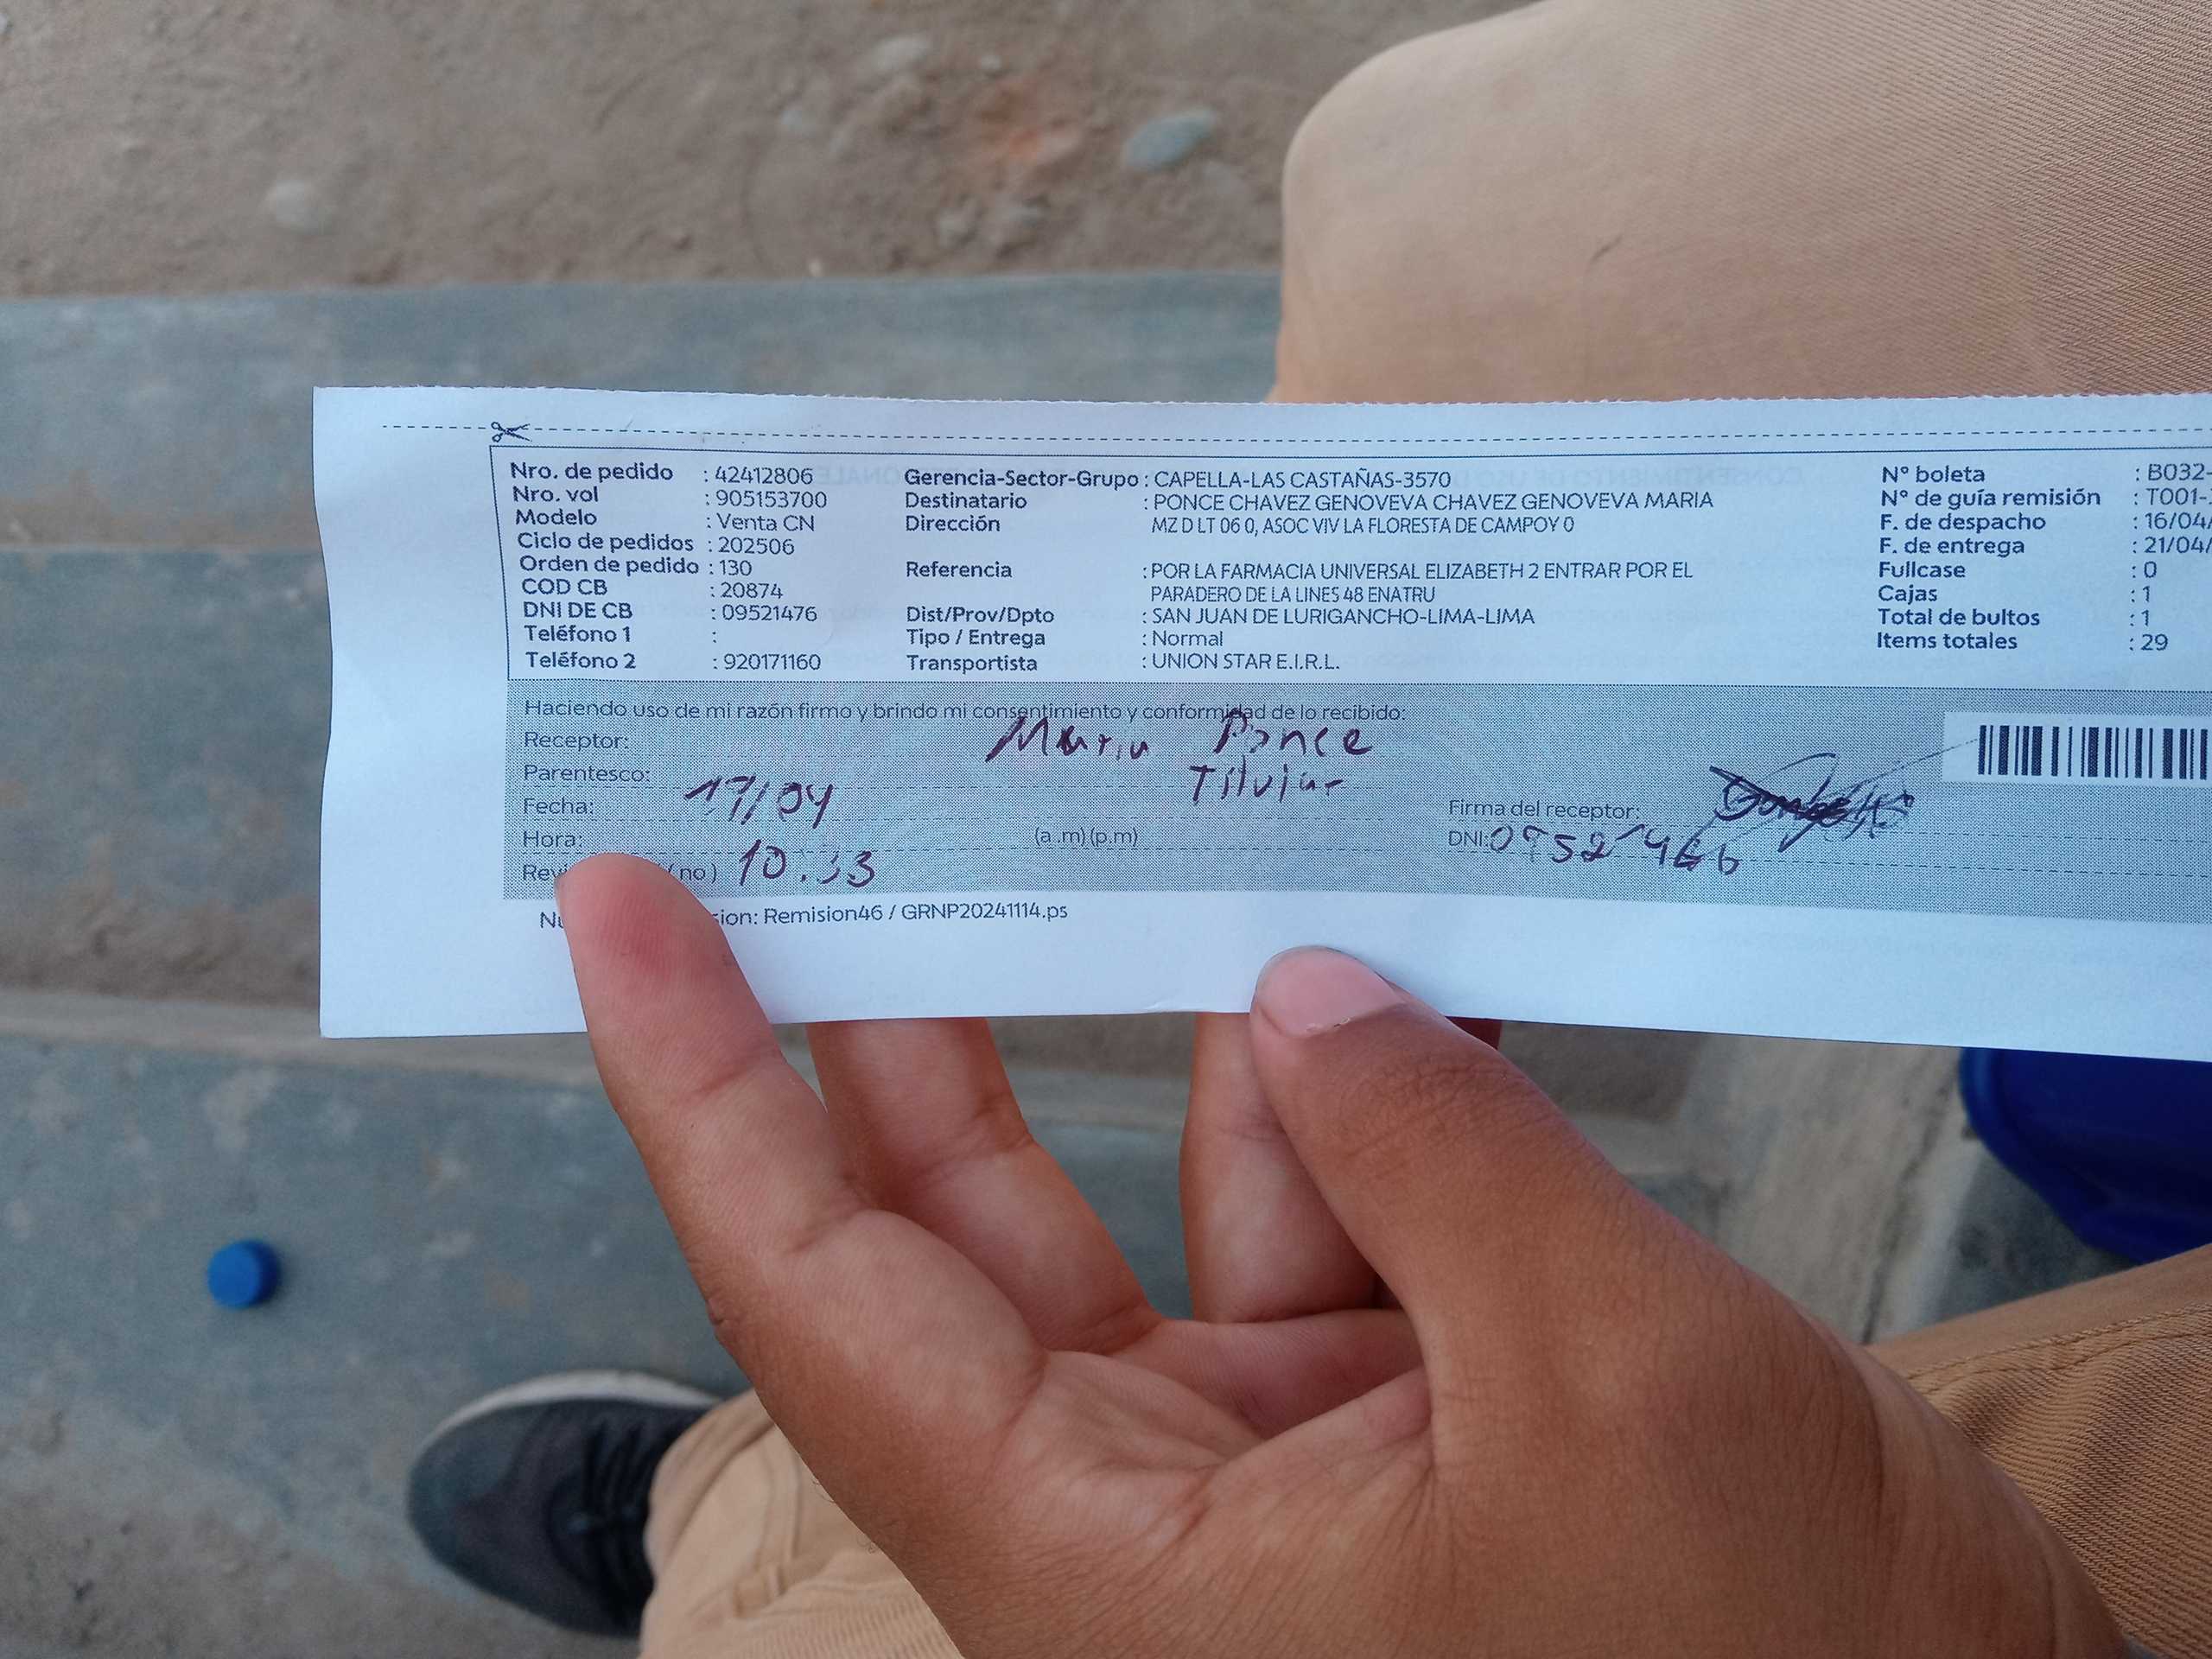 Nro. de pedido : 42412806
Nro. vol : 905153700
Modelo : Venta CN
Ciclo de pedidos : 202506
Orden de pedido : 130
COD CB : 20874
DNI DE CB : 09521476
Teléfono 1 :
Teléfono 2 : 920171160
Gerencia-Sector-Grupo : CAPELLA-LAS CASTAÑAS-3570
Destinatario : PONCE CHAVEZ GENOVEVA CHAVEZ GENOVEVA MARIA
Dirección MZ D LT 06 0, ASOC VIV LA FLORESTA DE CAMPOY 0
Referencia : POR LA FARMACIA UNIVERSAL ELIZABETH 2 ENTRAR POR EL
PARADERO DE LA LINES 48 ENATRU
Dist/Prov/Dpto : SAN JUAN DE LURIGANCHO-LIMA-LIMA
Tipo / Entrega : Normal
Transportista : UNION STAR E.I.R.L.
N° boleta : B032-
N° de guía remisión : T001-
F. de despacho : 16/04/
F. de entrega : 21/04/
Fullcase : 0
Cajas : 1
Total de bultos : 1
Items totales : 29
Haciendo uso de mi razón firmo y brindo mi consentimiento y conformidad de lo recibido:
Receptor: Maria Ponce
Parentesco:
Fecha: 17/04
Hora: (a .m) (p.m)
(no) 10:33
Firma del receptor:
DNI:
Remision46 / GRNP20241114.ps